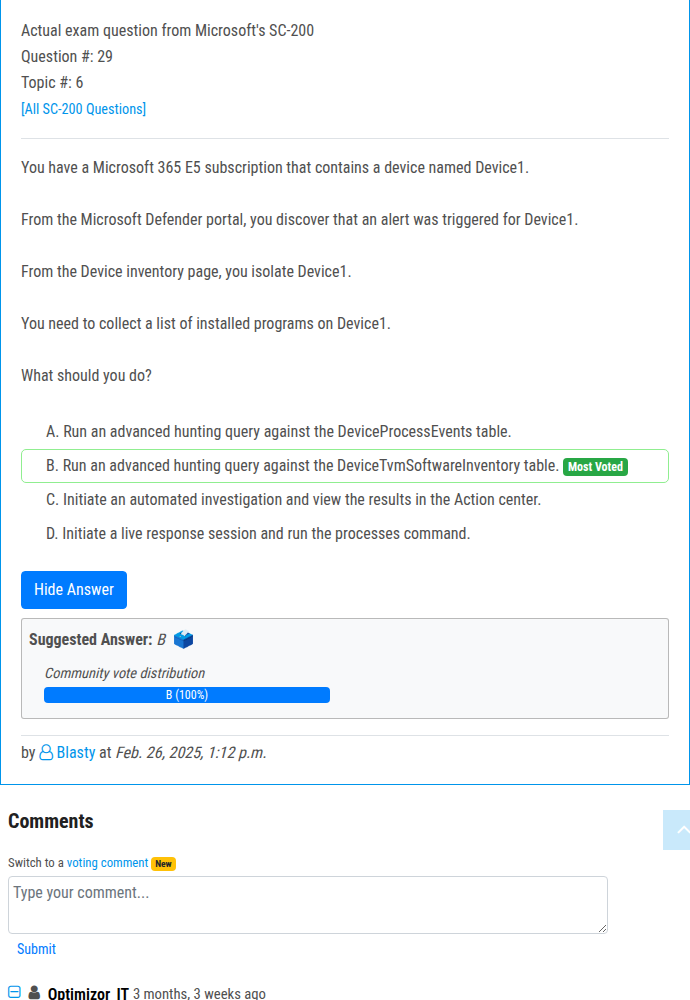 Actual exam question from Microsoft's SC-200
Question #: 29
Topic #: 6
[All SC-200 Questions]
You have a Microsoft 365 E5 subscription that contains a device named Device1.
From the Microsoft Defender portal, you discover that an alert was triggered for Device1.
From the Device inventory page, you isolate Device1.
You need to collect a list of installed programs on Device1.
What should you do?
A. Run an advanced hunting query against the DeviceProcessEvents table.
B. Run an advanced hunting query against the DeviceTvmSoftwareInventory table. Most Voted
C. Initiate an automated investigation and view the results in the Action center.
D. Initiate a live response session and run the processes command.
Hide Answer
Suggested Answer: B
Community vote distribution
B (100%)
by Blasty at Feb. 26, 2025, 1:12 p.m.
Comments
Switch to a voting comment New
Type your comment...
Submit
Optimizor_IT 3 months, 3 weeks ago